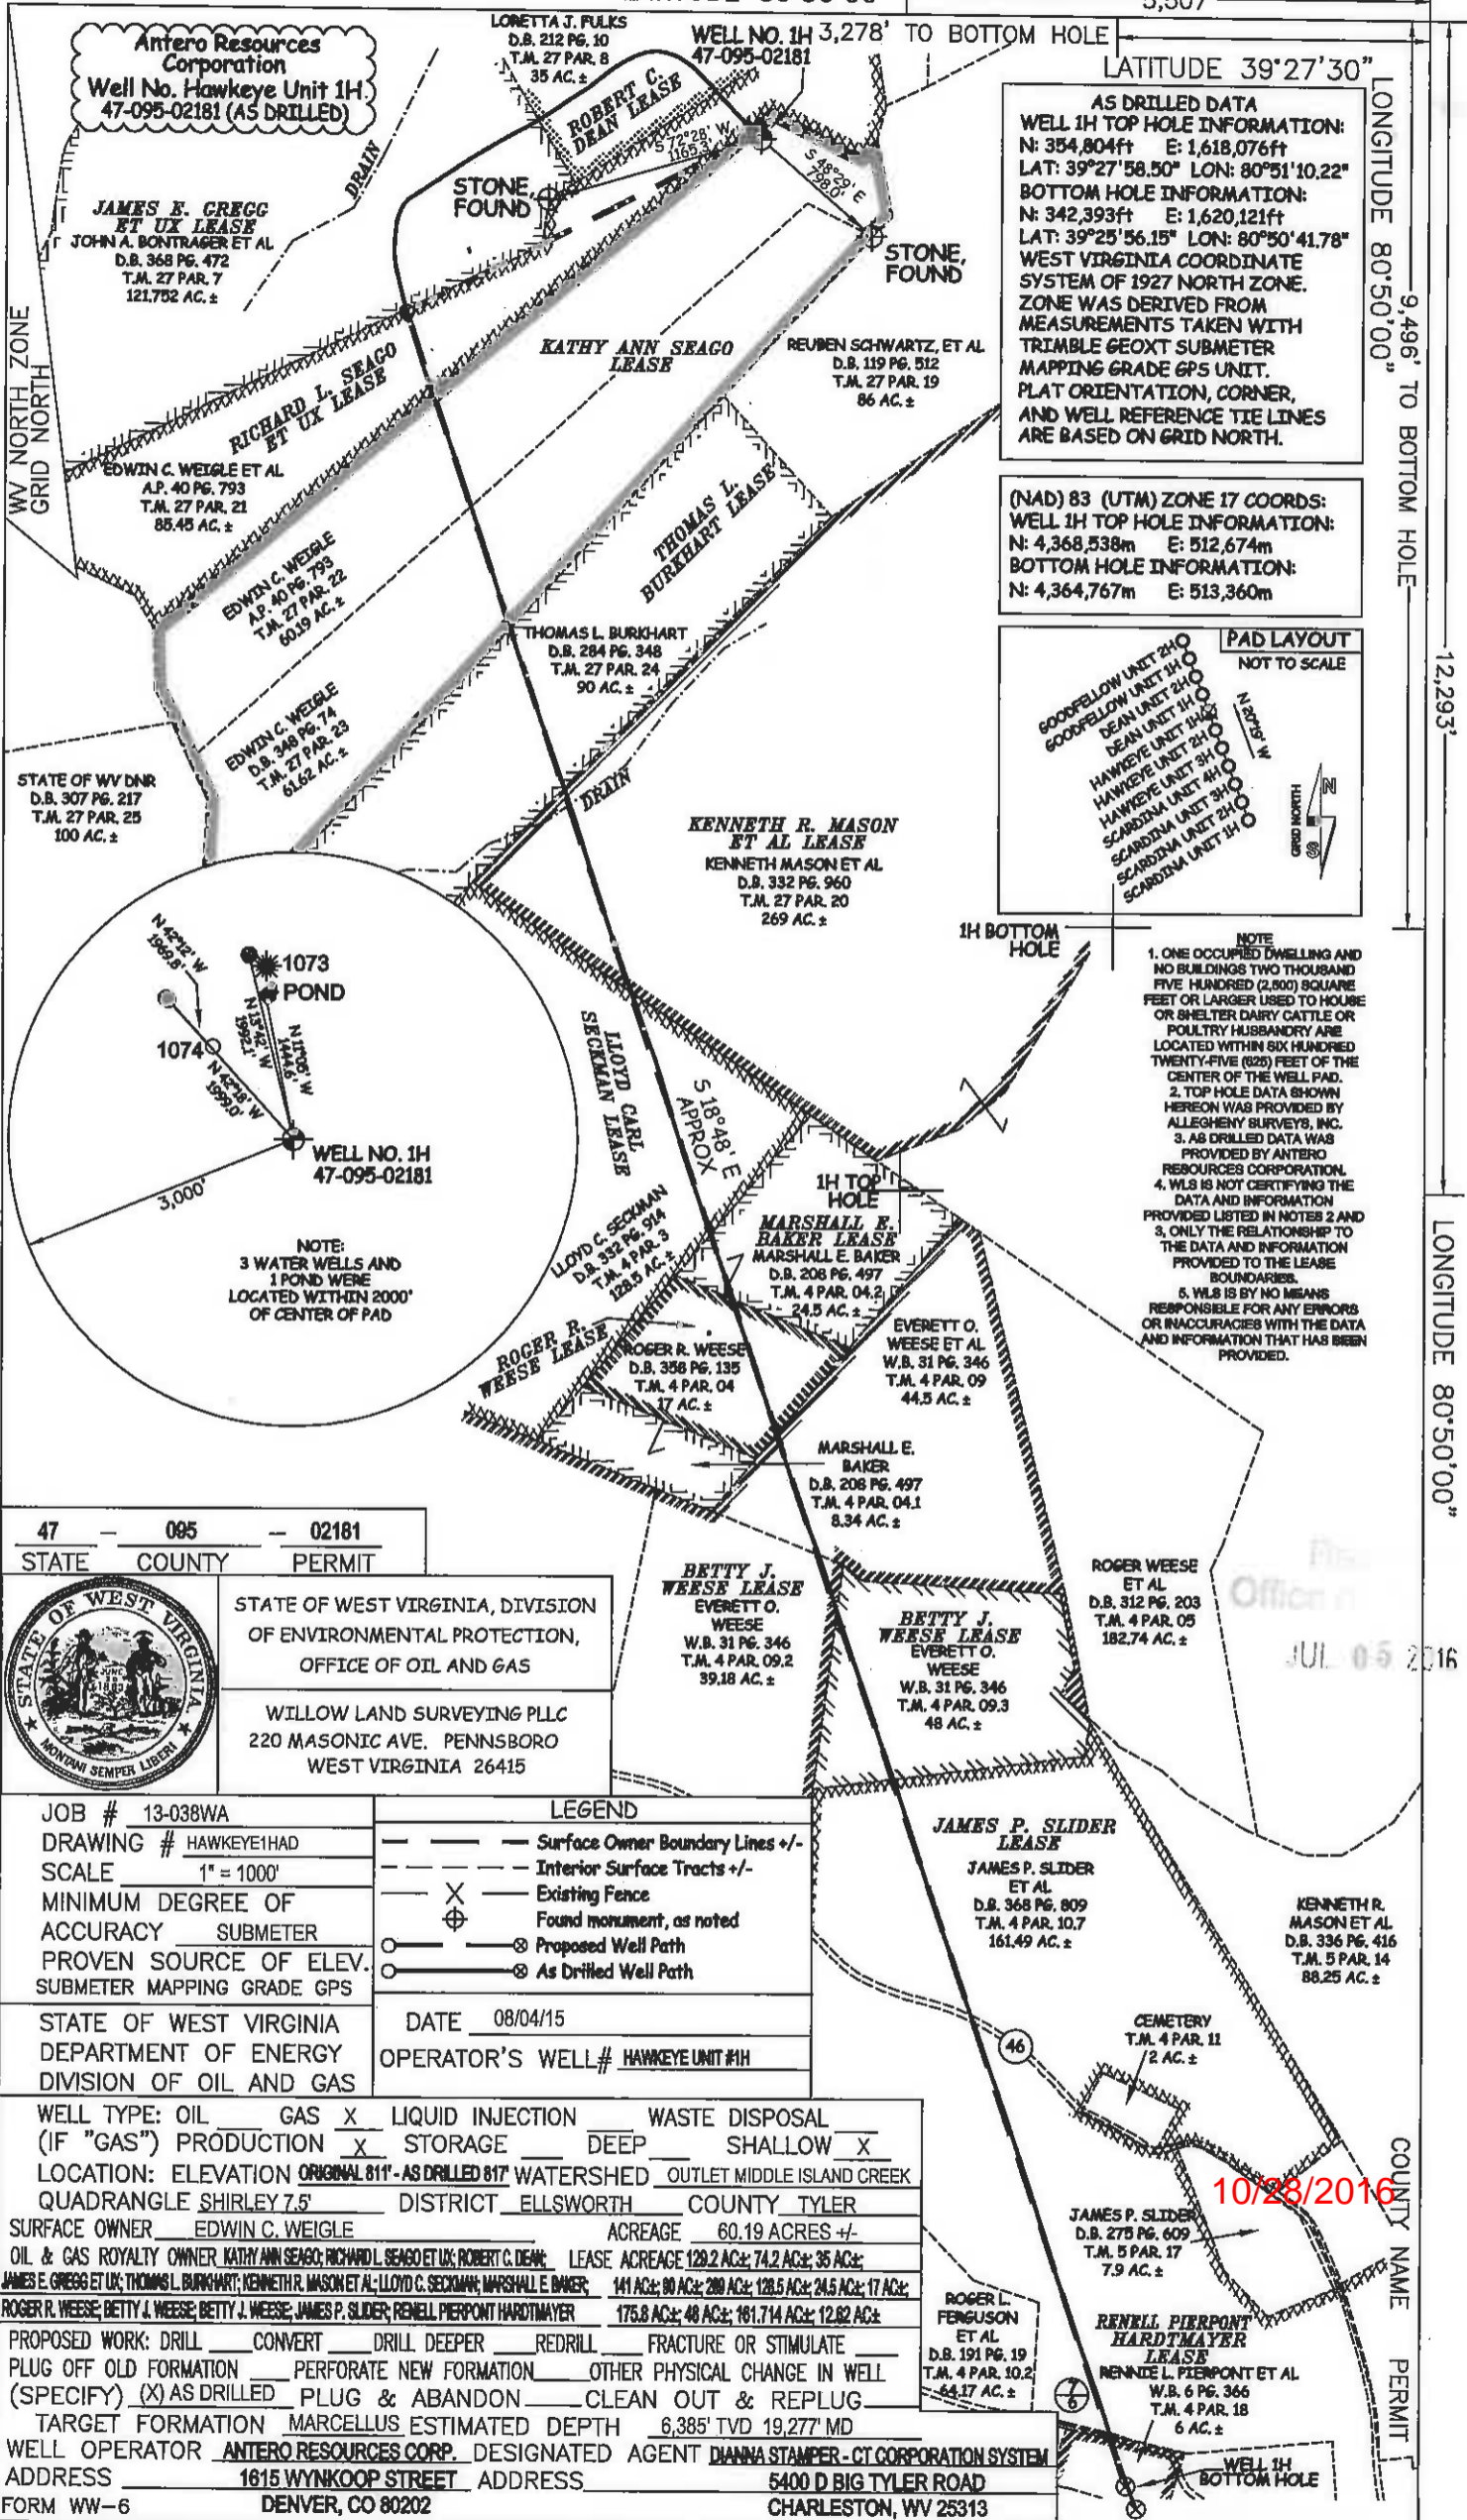 Antero Resources
Corporation
Well No. Hawkeye Unit 1H
47-095-02181 (AS DRILLED)
LORETTA J. FULKS
D.B. 212 PG. 10
T.M. 27 PAR. 8
35 AC. ±
WELL NO. 1H
47-095-02181
3,278' TO BOTTOM HOLE
LATITUDE 39°27'30"
LONGITUDE 80°50'00"
9,496' TO BOTTOM HOLE
12,293'
ROBERT C.
DEAN LEASE
S 72°28' W
1165.3'
S 48°29' E
798.0'
STONE,
FOUND
STONE,
FOUND
DRAIN
JAMES E. GREGG
ET UX LEASE
JOHN A. BONTRAGER ET AL
D.B. 368 PG. 472
T.M. 27 PAR. 7
121.752 AC. ±
WV NORTH ZONE
GRID NORTH
AS DRILLED DATA
WELL 1H TOP HOLE INFORMATION:
N: 354,804ft E: 1,618,076ft
LAT: 39°27'58.50" LON: 80°51'10.22"
BOTTOM HOLE INFORMATION:
N: 342,393ft E: 1,620,121ft
LAT: 39°25'56.15" LON: 80°50'41.78"
WEST VIRGINIA COORDINATE
SYSTEM OF 1927 NORTH ZONE.
ZONE WAS DERIVED FROM
MEASUREMENTS TAKEN WITH
TRIMBLE GEOXT SUBMETER
MAPPING GRADE GPS UNIT.
PLAT ORIENTATION, CORNER,
AND WELL REFERENCE TIE LINES
ARE BASED ON GRID NORTH.
KATHY ANN SEAGO
LEASE
REUBEN SCHWARTZ, ET AL
D.B. 119 PG. 512
T.M. 27 PAR. 19
86 AC. ±
RICHARD L. SEAGO
ET UX LEASE
EDWIN C. WEIGLE ET AL
A.P. 40 PG. 793
T.M. 27 PAR. 21
85.45 AC. ±
THOMAS L.
BURKHART LEASE
(NAD) 83 (UTM) ZONE 17 COORDS:
WELL 1H TOP HOLE INFORMATION:
N: 4,368,538m E: 512,674m
BOTTOM HOLE INFORMATION:
N: 4,364,767m E: 513,360m
EDWIN C. WEIGLE
A.P. 40 PG. 793
T.M. 27 PAR. 22
60.19 AC. ±
THOMAS L. BURKHART
D.B. 284 PG. 348
T.M. 27 PAR. 24
90 AC. ±
EDWIN C. WEIGLE
D.B. 348 PG. 74
T.M. 27 PAR. 23
61.62 AC. ±
PAD LAYOUT
NOT TO SCALE
GOODFELLOW UNIT 2H
GOODFELLOW UNIT 1H
DEAN UNIT 2H
DEAN UNIT 1H
HAWKEYE UNIT 1H
HAWKEYE UNIT 2H
HAWKEYE UNIT 3H
SCARDINA UNIT 4H
SCARDINA UNIT 3H
SCARDINA UNIT 2H
SCARDINA UNIT 1H
N 20°19' W
GRID NORTH
N
S
STATE OF WV DNR
D.B. 307 PG. 217
T.M. 27 PAR. 25
100 AC. ±
DRAIN
KENNETH R. MASON
ET AL LEASE
KENNETH MASON ET AL
D.B. 332 PG. 960
T.M. 27 PAR. 20
269 AC. ±
1H BOTTOM
HOLE
NOTE
1. ONE OCCUPIED DWELLING AND
NO BUILDINGS TWO THOUSAND
FIVE HUNDRED (2,500) SQUARE
FEET OR LARGER USED TO HOUSE
OR SHELTER DAIRY CATTLE OR
POULTRY HUSBANDRY ARE
LOCATED WITHIN SIX HUNDRED
TWENTY-FIVE (625) FEET OF THE
CENTER OF THE WELL PAD.
2. TOP HOLE DATA SHOWN
HEREON WAS PROVIDED BY
ALLEGHENY SURVEYS, INC.
3. AS DRILLED DATA WAS
PROVIDED BY ANTERO
RESOURCES CORPORATION.
4. WLS IS NOT CERTIFYING THE
DATA AND INFORMATION
PROVIDED LISTED IN NOTES 2 AND
3, ONLY THE RELATIONSHIP TO
THE DATA AND INFORMATION
PROVIDED TO THE LEASE
BOUNDARIES.
5. WLS IS BY NO MEANS
RESPONSIBLE FOR ANY ERRORS
OR INACCURACIES WITH THE DATA
AND INFORMATION THAT HAS BEEN
PROVIDED.
N 42°12' W
1969.8'
1073
POND
1074
N 13°42' W
1992.1'
N 11°05' W
1444.6'
N 42°18' W
1999.0'
WELL NO. 1H
47-095-02181
3,000'
NOTE:
3 WATER WELLS AND
1 POND WERE
LOCATED WITHIN 2000'
OF CENTER OF PAD
LLOYD CARL
SECKMAN LEASE
S 18°48' E
APPROX
1H TOP
HOLE
LONGITUDE 80°50'00"
LLOYD C. SECKMAN
D.B. 332 PG. 914
T.M. 4 PAR. 3
128.5 AC. ±
MARSHALL E.
BAKER LEASE
MARSHALL E. BAKER
D.B. 208 PG. 497
T.M. 4 PAR. 04.2
24.5 AC. ±
ROGER R.
WEESE LEASE
ROGER R. WEESE
D.B. 358 PG. 135
T.M. 4 PAR. 04
17 AC. ±
EVERETT O.
WEESE ET AL
W.B. 31 PG. 346
T.M. 4 PAR. 09
44.5 AC. ±
MARSHALL E.
BAKER
D.B. 208 PG. 497
T.M. 4 PAR. 04.1
8.34 AC. ±
47 - 095 - 02181
STATE COUNTY PERMIT
BETTY J.
WEESE LEASE
EVERETT O.
WEESE
W.B. 31 PG. 346
T.M. 4 PAR. 09.2
39.18 AC. ±
BETTY J.
WEESE LEASE
EVERETT O.
WEESE
W.B. 31 PG. 346
T.M. 4 PAR. 09.3
48 AC. ±
ROGER WEESE
ET AL
D.B. 312 PG. 203
T.M. 4 PAR. 05
182.74 AC. ±
Office
JUL 05 2016
STATE OF WEST VIRGINIA
MONTANI SEMPER LIBERI
STATE OF WEST VIRGINIA, DIVISION
OF ENVIRONMENTAL PROTECTION,
OFFICE OF OIL AND GAS
WILLOW LAND SURVEYING PLLC
220 MASONIC AVE. PENNSBORO
WEST VIRGINIA 26415
JOB # 13-038WA
DRAWING # HAWKEYE1HAD
SCALE 1" = 1000'
MINIMUM DEGREE OF
ACCURACY SUBMETER
PROVEN SOURCE OF ELEV.
SUBMETER MAPPING GRADE GPS
LEGEND
Surface Owner Boundary Lines +/-
Interior Surface Tracts +/-
Existing Fence
Found monument, as noted
Proposed Well Path
As Drilled Well Path
JAMES P. SLIDER
LEASE
JAMES P. SLIDER
ET AL
D.B. 368 PG. 809
T.M. 4 PAR. 10.7
161.49 AC. ±
KENNETH R.
MASON ET AL
D.B. 336 PG. 416
T.M. 5 PAR. 14
88.25 AC. ±
STATE OF WEST VIRGINIA
DEPARTMENT OF ENERGY
DIVISION OF OIL AND GAS
DATE 08/04/15
OPERATOR'S WELL# HAWKEYE UNIT #1H
46
CEMETERY
T.M. 4 PAR. 11
2 AC. ±
10/28/2016
COUNTY NAME
PERMIT
JAMES P. SLIDER
D.B. 275 PG. 609
T.M. 5 PAR. 17
7.9 AC. ±
WELL TYPE: OIL ___ GAS X LIQUID INJECTION ___ WASTE DISPOSAL ___
(IF "GAS") PRODUCTION X STORAGE ___ DEEP ___ SHALLOW X
LOCATION: ELEVATION ORIGINAL 811' - AS DRILLED 817' WATERSHED OUTLET MIDDLE ISLAND CREEK
QUADRANGLE SHIRLEY 7.5' DISTRICT ELLSWORTH COUNTY TYLER
SURFACE OWNER EDWIN C. WEIGLE ACREAGE 60.19 ACRES +/-
OIL & GAS ROYALTY OWNER KATHY ANN SEAGO; RICHARD L. SEAGO ET UX; ROBERT C. DEAN; LEASE ACREAGE 129.2 AC±; 74.2 AC±; 35 AC±;
JAMES E. GREGG ET UX; THOMAS L. BURKHART; KENNETH R. MASON ET AL; LLOYD C. SECKMAN; MARSHALL E BAKER; 141 AC±; 90 AC±; 269 AC±; 128.5 AC±; 24.5 AC±; 17 AC±;
ROGER R. WEESE; BETTY J. WEESE; BETTY J. WEESE; JAMES P. SLIDER; RENELL PIERPONT HARDTMAYER 175.8 AC±; 48 AC±; 161.714 AC±; 12.62 AC±
PROPOSED WORK: DRILL ___ CONVERT ___ DRILL DEEPER ___ REDRILL ___ FRACTURE OR STIMULATE ___
PLUG OFF OLD FORMATION ___ PERFORATE NEW FORMATION ___ OTHER PHYSICAL CHANGE IN WELL
(SPECIFY) (X) AS DRILLED PLUG & ABANDON ___ CLEAN OUT & REPLUG ___
TARGET FORMATION MARCELLUS ESTIMATED DEPTH 6,385' TVD 19,277' MD
WELL OPERATOR ANTERO RESOURCES CORP. DESIGNATED AGENT DIANNA STAMPER - CT CORPORATION SYSTEM
ADDRESS 1615 WYNKOOP STREET ADDRESS 5400 D BIG TYLER ROAD
FORM WW-6 DENVER, CO 80202 CHARLESTON, WV 25313
ROGER L.
FERGUSON
ET AL
D.B. 191 PG. 19
T.M. 4 PAR. 10.2
64.17 AC. ±
RENELL PIERPONT
HARDTMAYER
LEASE
RENNIE L. PIERPONT ET AL
W.B. 6 PG. 366
T.M. 4 PAR. 18
6 AC. ±
7
6
WELL 1H
BOTTOM HOLE